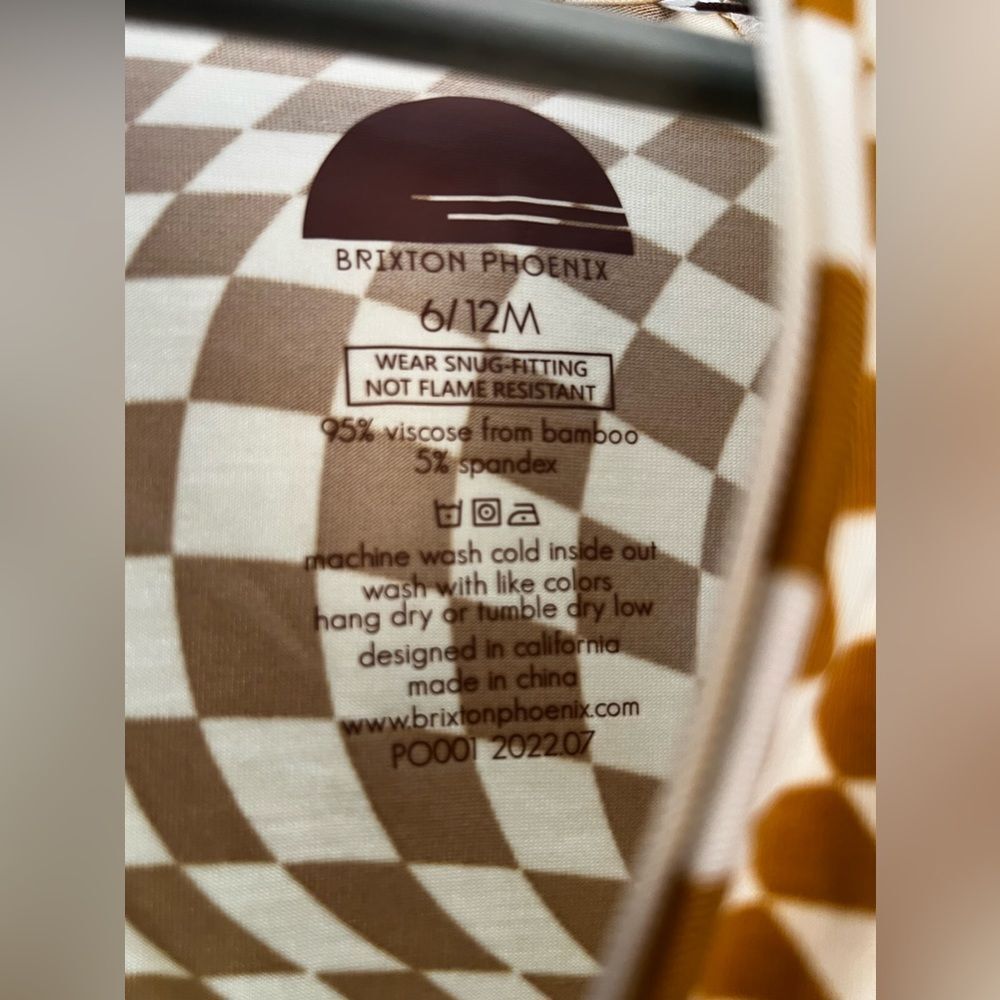 BRIXTON PHOENIX
6/12M
WEAR SNUG-FITTING
NOT FLAME RESISTANT
95% viscose from bamboo
5% spandex
machine wash cold inside out
wash with like colors
hang dry or tumble dry low
designed in california
made in china
www.brixtonphoenix.com
PO001 2022.07